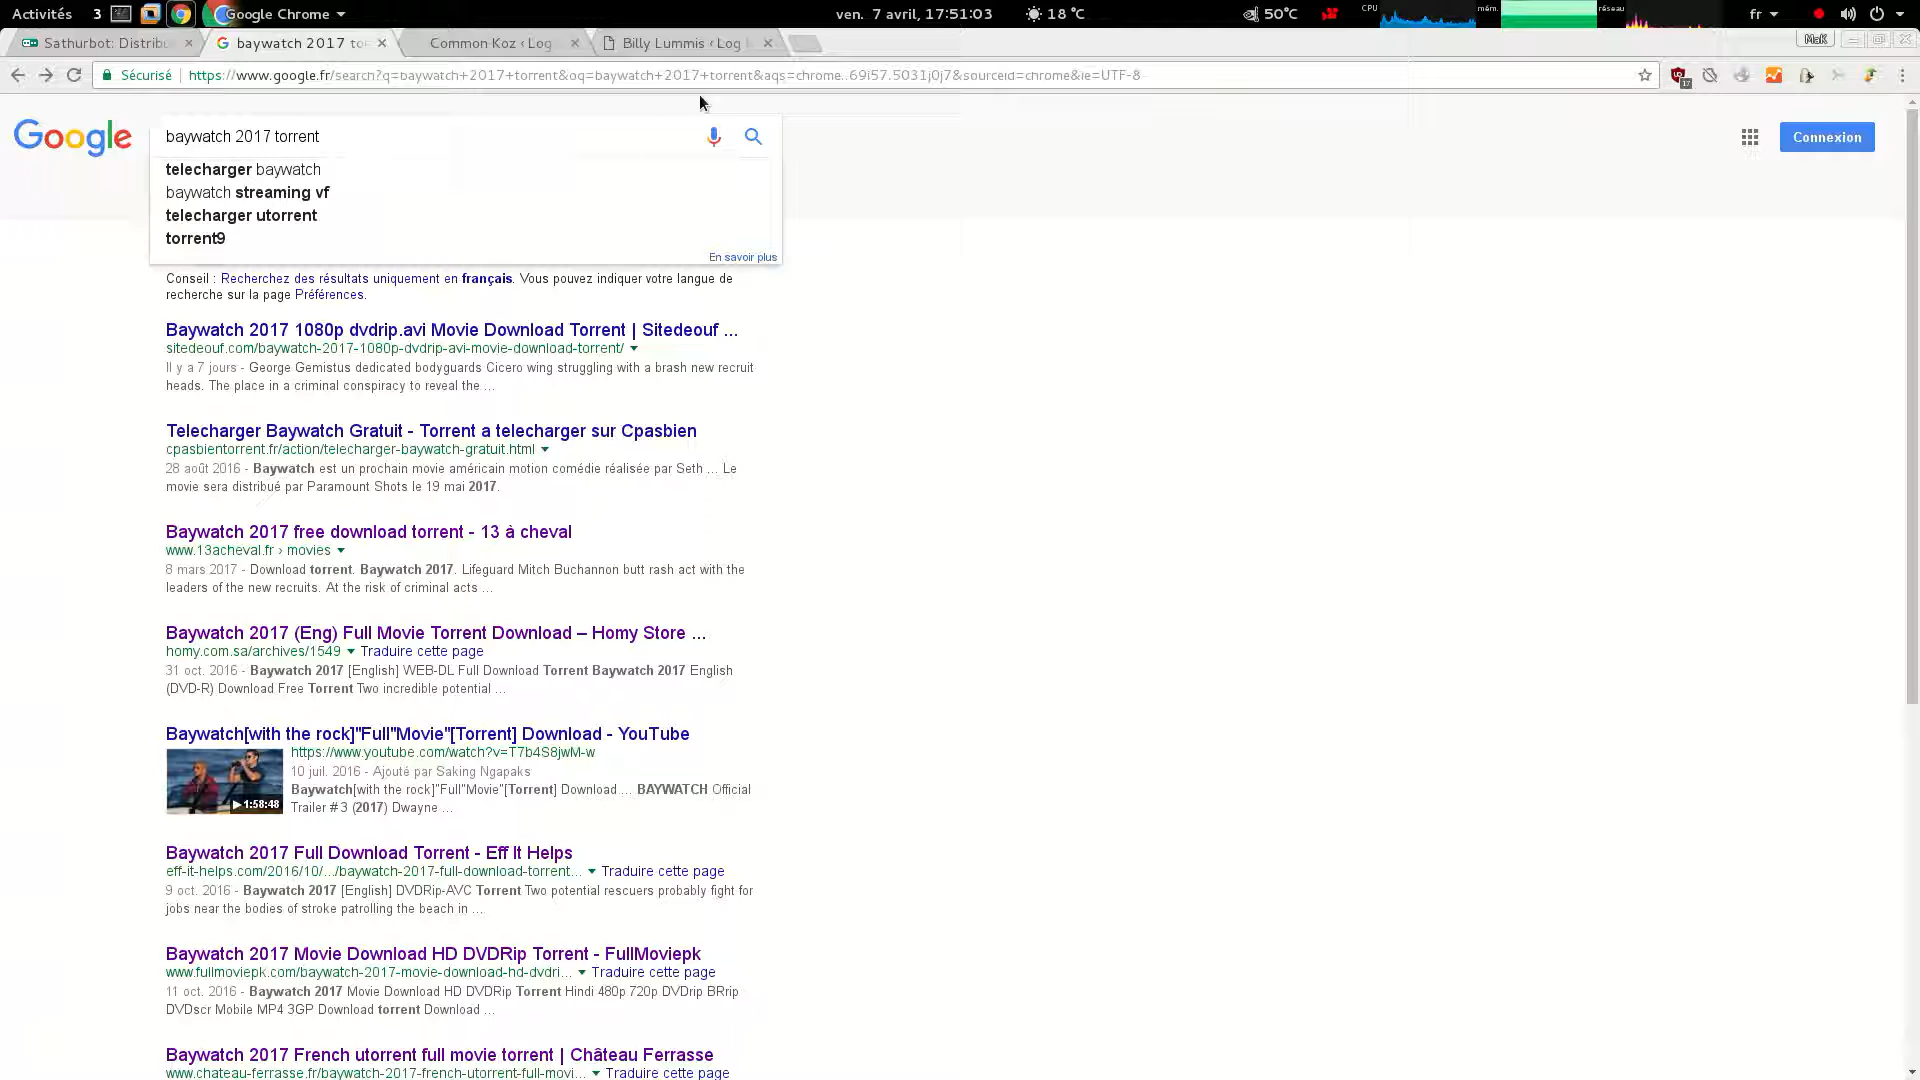 Activités 3 Google Chrome ven. 7 avril, 17:51:03 18 °C 50°C CPU mém. réseau fr
Sathurbot: Distribu baywatch 2017 to Common Koz ‹ Log Billy Lummis ‹ Log MaK
Sécurisé https://www.google.fr/search?q=baywatch+2017+torrent&oq=baywatch+2017+torrent&aqs=chrome..69i57.5031j0j7&sourceid=chrome&ie=UTF-8 17
Google baywatch 2017 torrent Connexion
telecharger baywatch
baywatch streaming vf
telecharger utorrent
torrent9
En savoir plus
Conseil : Recherchez des résultats uniquement en français. Vous pouvez indiquer votre langue de
recherche sur la page Préférences.
Baywatch 2017 1080p dvdrip.avi Movie Download Torrent | Sitedeouf ...
sitedeouf.com/baywatch-2017-1080p-dvdrip-avi-movie-download-torrent/
Il y a 7 jours - George Gemistus dedicated bodyguards Cicero wing struggling with a brash new recruit
heads. The place in a criminal conspiracy to reveal the ...
Telecharger Baywatch Gratuit - Torrent a telecharger sur Cpasbien
cpasbientorrent.fr/action/telecharger-baywatch-gratuit.html
28 août 2016 - Baywatch est un prochain movie américain motion comédie réalisée par Seth ... Le
movie sera distribué par Paramount Shots le 19 mai 2017.
Baywatch 2017 free download torrent - 13 à cheval
www.13acheval.fr › movies
8 mars 2017 - Download torrent. Baywatch 2017. Lifeguard Mitch Buchannon butt rash act with the
leaders of the new recruits. At the risk of criminal acts ...
Baywatch 2017 (Eng) Full Movie Torrent Download – Homy Store ...
homy.com.sa/archives/1549 Traduire cette page
31 oct. 2016 - Baywatch 2017 [English] WEB-DL Full Download Torrent Baywatch 2017 English
(DVD-R) Download Free Torrent Two incredible potential ...
Baywatch[with the rock]"Full"Movie"[Torrent] Download - YouTube
https://www.youtube.com/watch?v=T7b4S8jwM-w
10 juil. 2016 - Ajouté par Saking Ngapaks
Baywatch[with the rock]"Full"Movie"[Torrent] Download ... BAYWATCH Official
1:58:48 Trailer #3 (2017) Dwayne ...
Baywatch 2017 Full Download Torrent - Eff It Helps
eff-it-helps.com/2016/10/.../baywatch-2017-full-download-torrent... Traduire cette page
9 oct. 2016 - Baywatch 2017 [English] DVDRip-AVC Torrent Two potential rescuers probably fight for
jobs near the bodies of stroke patrolling the beach in ...
Baywatch 2017 Movie Download HD DVDRip Torrent - FullMoviepk
www.fullmoviepk.com/baywatch-2017-movie-download-hd-dvdri... Traduire cette page
11 oct. 2016 - Baywatch 2017 Movie Download HD DVDRip Torrent Hindi 480p 720p DVDrip BRrip
DVDscr Mobile MP4 3GP Download torrent Download ...
Baywatch 2017 French utorrent full movie torrent | Château Ferrasse
www.chateau-ferrasse.fr/baywatch-2017-french-utorrent-full-movi... Traduire cette page